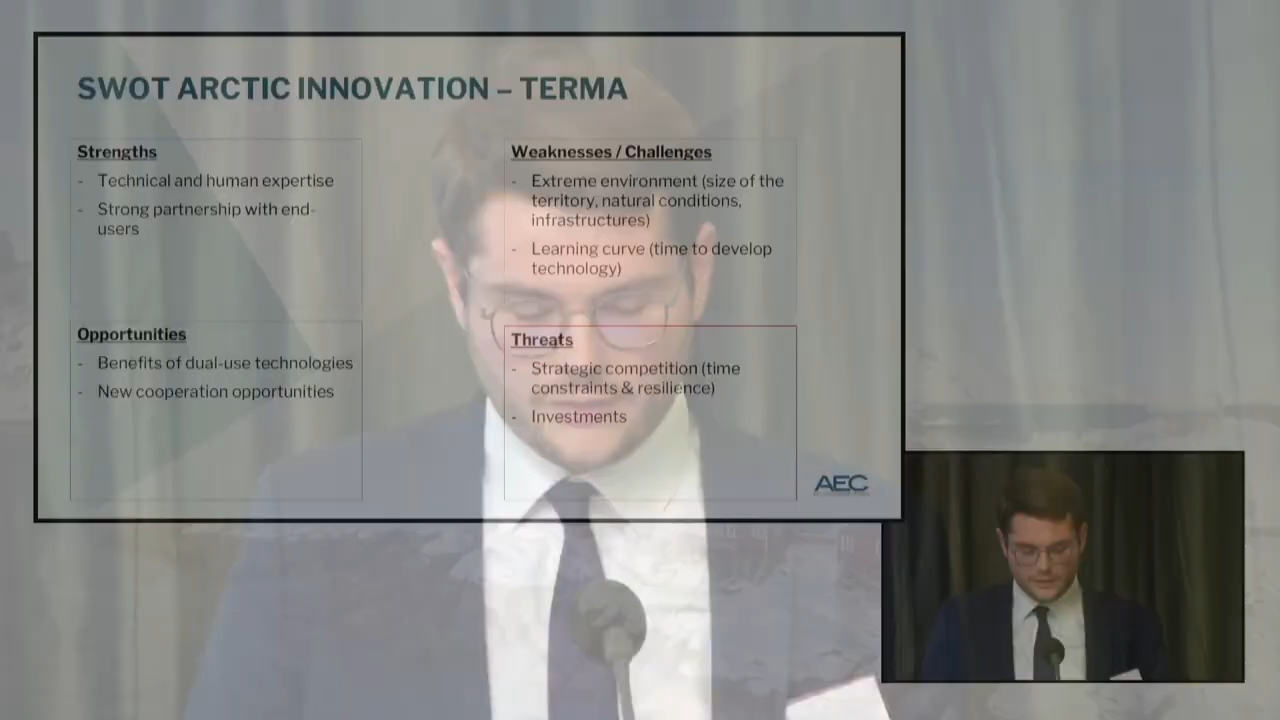 SWOT ARCTIC INNOVATION – TERMA
Strengths
- Technical and human expertise
- Strong partnership with end-
users
Weaknesses / Challenges
- Extreme environment (size of the
territory, natural conditions,
infrastructures)
- Learning curve (time to develop
technology)
Opportunities
- Benefits of dual-use technologies
- New cooperation opportunities
Threats
- Strategic competition (time
constraints & resilience)
- Investments
AEC